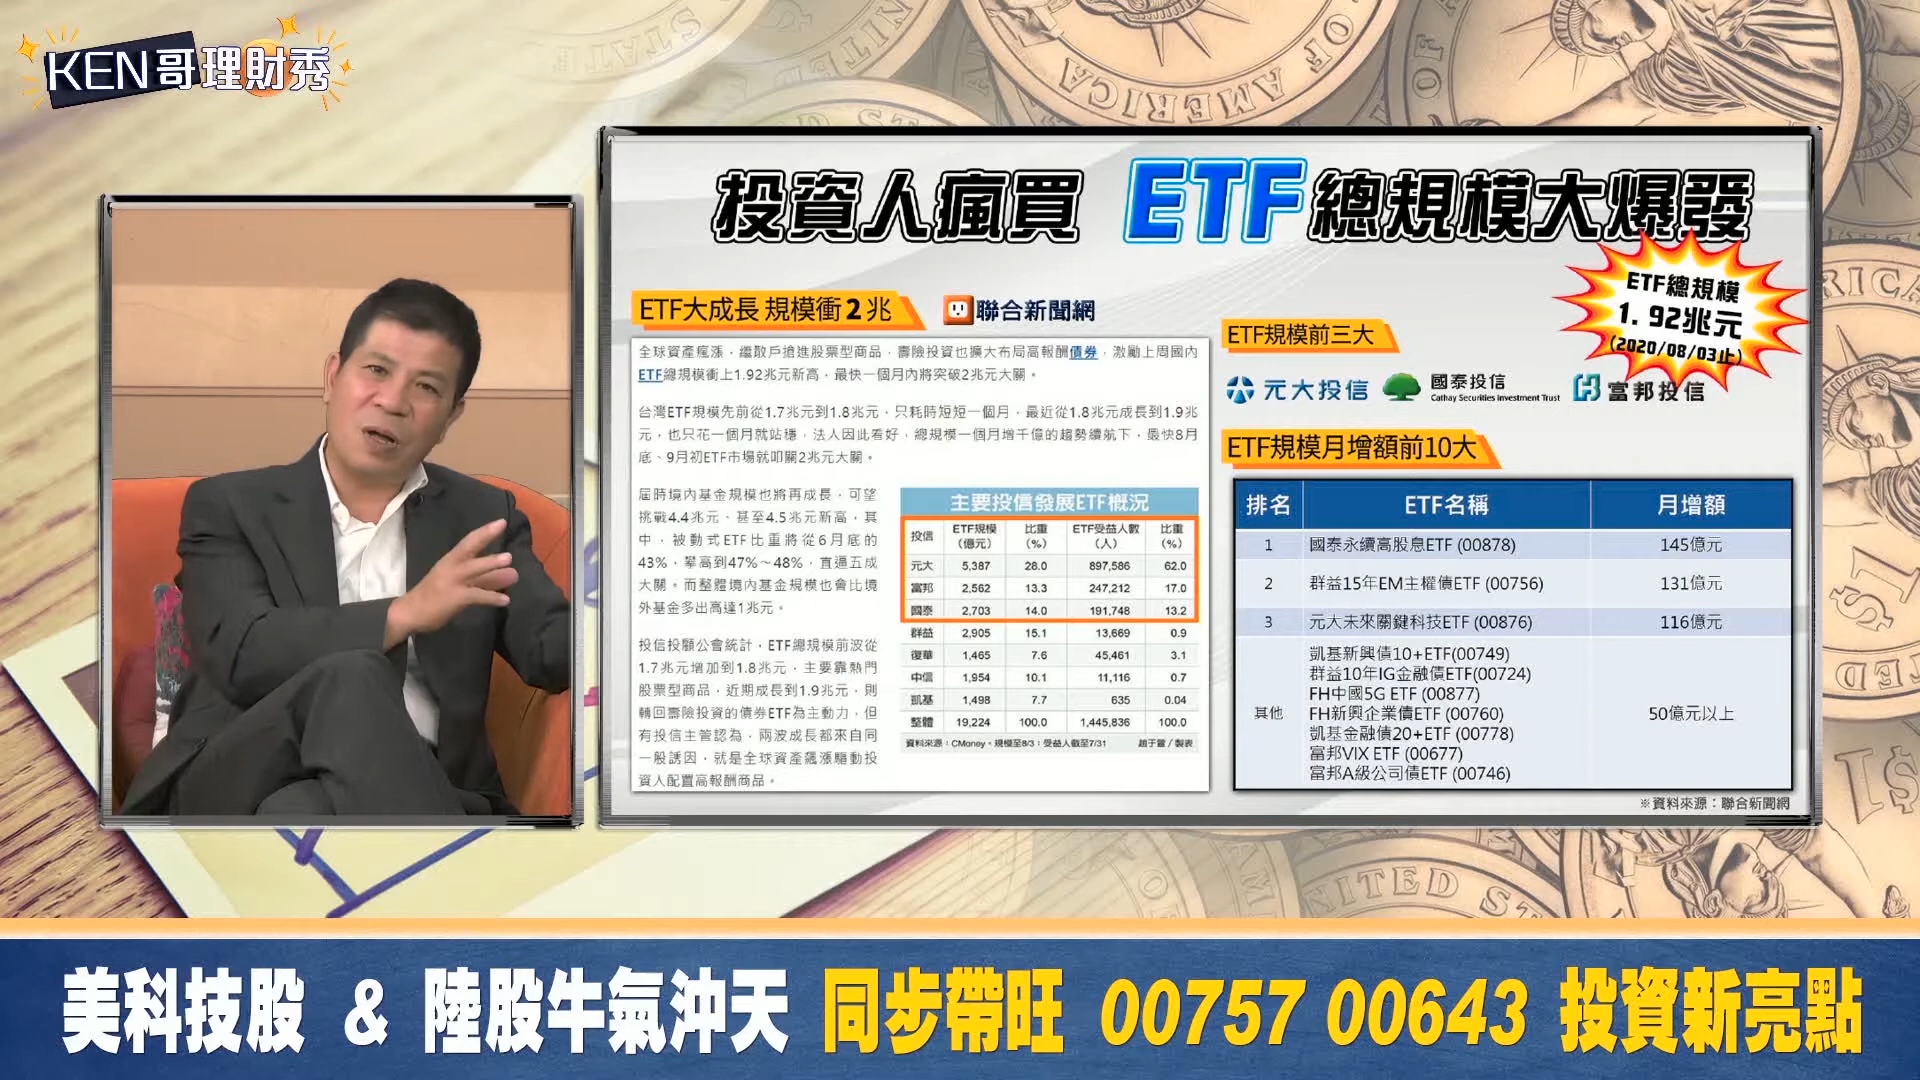 KEN哥理財秀
投資人瘋買 ETF總規模大爆發
ETF總規模
1.92兆元
(2020/08/03止)
ETF大成長 規模衝2兆
聯合新聞網
全球資產瘋漲，繼散戶搶進股票型商品，壽險投資也擴大布局高報酬債券，激勵上周國內
ETF總規模衝上1.92兆元新高，最快一個月內將突破2兆元大關。
台灣ETF規模先前從1.7兆元到1.8兆元，只耗時短短一個月，最近從1.8兆元成長到1.9兆
元，也只花一個月就站穩，法人因此看好，總規模一個月增千億的趨勢續航下，最快8月
底、9月初ETF市場就叩關2兆元大關。
屆時境內基金規模也將再成長，可望
挑戰4.4兆元、甚至4.5兆元新高，其
中，被動式ETF比重將從6月底的
43%，攀高到47%～48%，直逼五成
大關。而整體境內基金規模也會比境
外基金多出高達1兆元。
投信投顧公會統計，ETF總規模前波從
1.7兆元增加到1.8兆元，主要靠熱門
股票型商品，近期成長到1.9兆元，則
轉回壽險投資的債券ETF為主動力，但
有投信主管認為，兩波成長都來自同
一股誘因，就是全球資產飆漲驅動投
資人配置高報酬商品。
主要投信發展ETF概況
投信 ETF規模(億元) 比重(%) ETF受益人數(人) 比重(%)
元大 5,387 28.0 897,586 62.0
富邦 2,562 13.3 247,212 17.0
國泰 2,703 14.0 191,748 13.2
群益 2,905 15.1 13,669 0.9
復華 1,465 7.6 45,461 3.1
中信 1,954 10.1 11,116 0.7
凱基 1,498 7.7 635 0.04
整體 19,224 100.0 1,445,836 100.0
資料來源：CMoney。規模至8/3；受益人截至7/31 趙于萱／製表
ETF規模前三大
元大投信
國泰投信
Cathay Securities Investment Trust
富邦投信
ETF規模月增額前10大
排名 ETF名稱 月增額
1 國泰永續高股息ETF (00878) 145億元
2 群益15年EM主權債ETF (00756) 131億元
3 元大未來關鍵科技ETF (00876) 116億元
其他 凱基新興債10+ETF(00749)
群益10年IG金融債ETF(00724)
FH中國5G ETF (00877)
FH新興企業債ETF (00760)
凱基金融債20+ETF (00778)
富邦VIX ETF (00677)
富邦A級公司債ETF (00746)
50億元以上
※資料來源：聯合新聞網
美科技股 & 陸股牛氣沖天 同步帶旺 00757 00643 投資新亮點